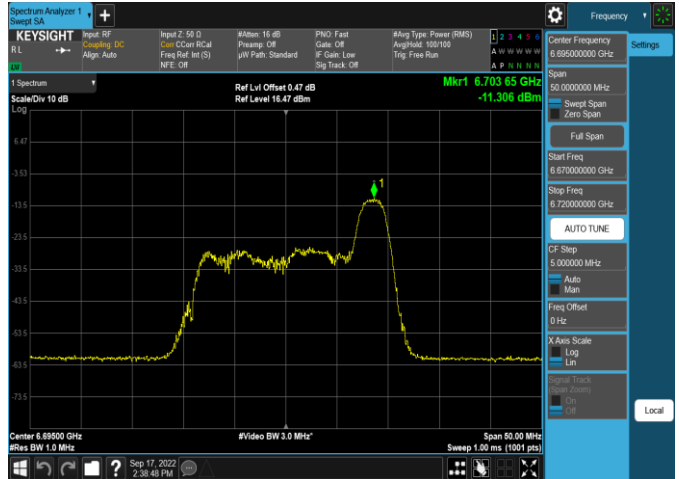 Spectrum Analyzer 1
Swept SA
+
Frequency
KEYSIGHT
RL
Input: RF
Coupling: DC
Align: Auto
Input Z: 50 Ω
Corr CCorr RCal
Freq Ref: Int (S)
NFE: Off
#Atten: 16 dB
Preamp: Off
µW Path: Standard
PNO: Fast
Gate: Off
IF Gain: Low
Sig Track: Off
#Avg Type: Power (RMS)
Avg|Hold: 100/100
Trig: Free Run
1 2 3 4 5 6
A W W W W W
A P N N N N
1 Spectrum
Scale/Div 10 dB
Log
Ref Lvl Offset 0.47 dB
Ref Level 16.47 dBm
Mkr1 6.703 65 GHz
-11.306 dBm
1
6.47
-3.53
-13.5
-23.5
-33.5
-43.5
-53.5
-63.5
-73.5
Center 6.69500 GHz
#Res BW 1.0 MHz
#Video BW 3.0 MHz*
Span 50.00 MHz
Sweep 1.00 ms (1001 pts)
Sep 17, 2022
2:38:48 PM
Center Frequency
6.695000000 GHz
Settings
Span
50.0000000 MHz
Swept Span
Zero Span
Full Span
Start Freq
6.670000000 GHz
Stop Freq
6.720000000 GHz
AUTO TUNE
CF Step
5.000000 MHz
Auto
Man
Freq Offset
0 Hz
X Axis Scale
Log
Lin
Signal Track
(Span Zoom)
On
Off
Local